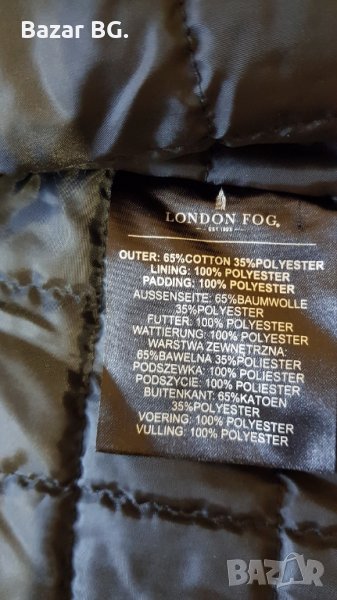 Bazar BG.
LONDON FOG®
EST 1923
OUTER: 65%COTTON 35%POLYESTER
LINING: 100% POLYESTER
PADDING: 100% POLYESTER
AUSSENSEITE: 65%BAUMWOLLE
35%POLYESTER
FUTTER: 100% POLYESTER
WATTIERUNG: 100% POLYESTER
WARSTWA ZEWNĘTRZNA:
65%BAWEŁNA 35%POLIESTER
PODSZEWKA: 100% POLIESTER
PODSZYCIE: 100% POLIESTER
BUITENKANT: 65%KATOEN
35%POLYESTER
VOERING: 100% POLYESTER
VULLING: 100% POLYESTER
BAZAR